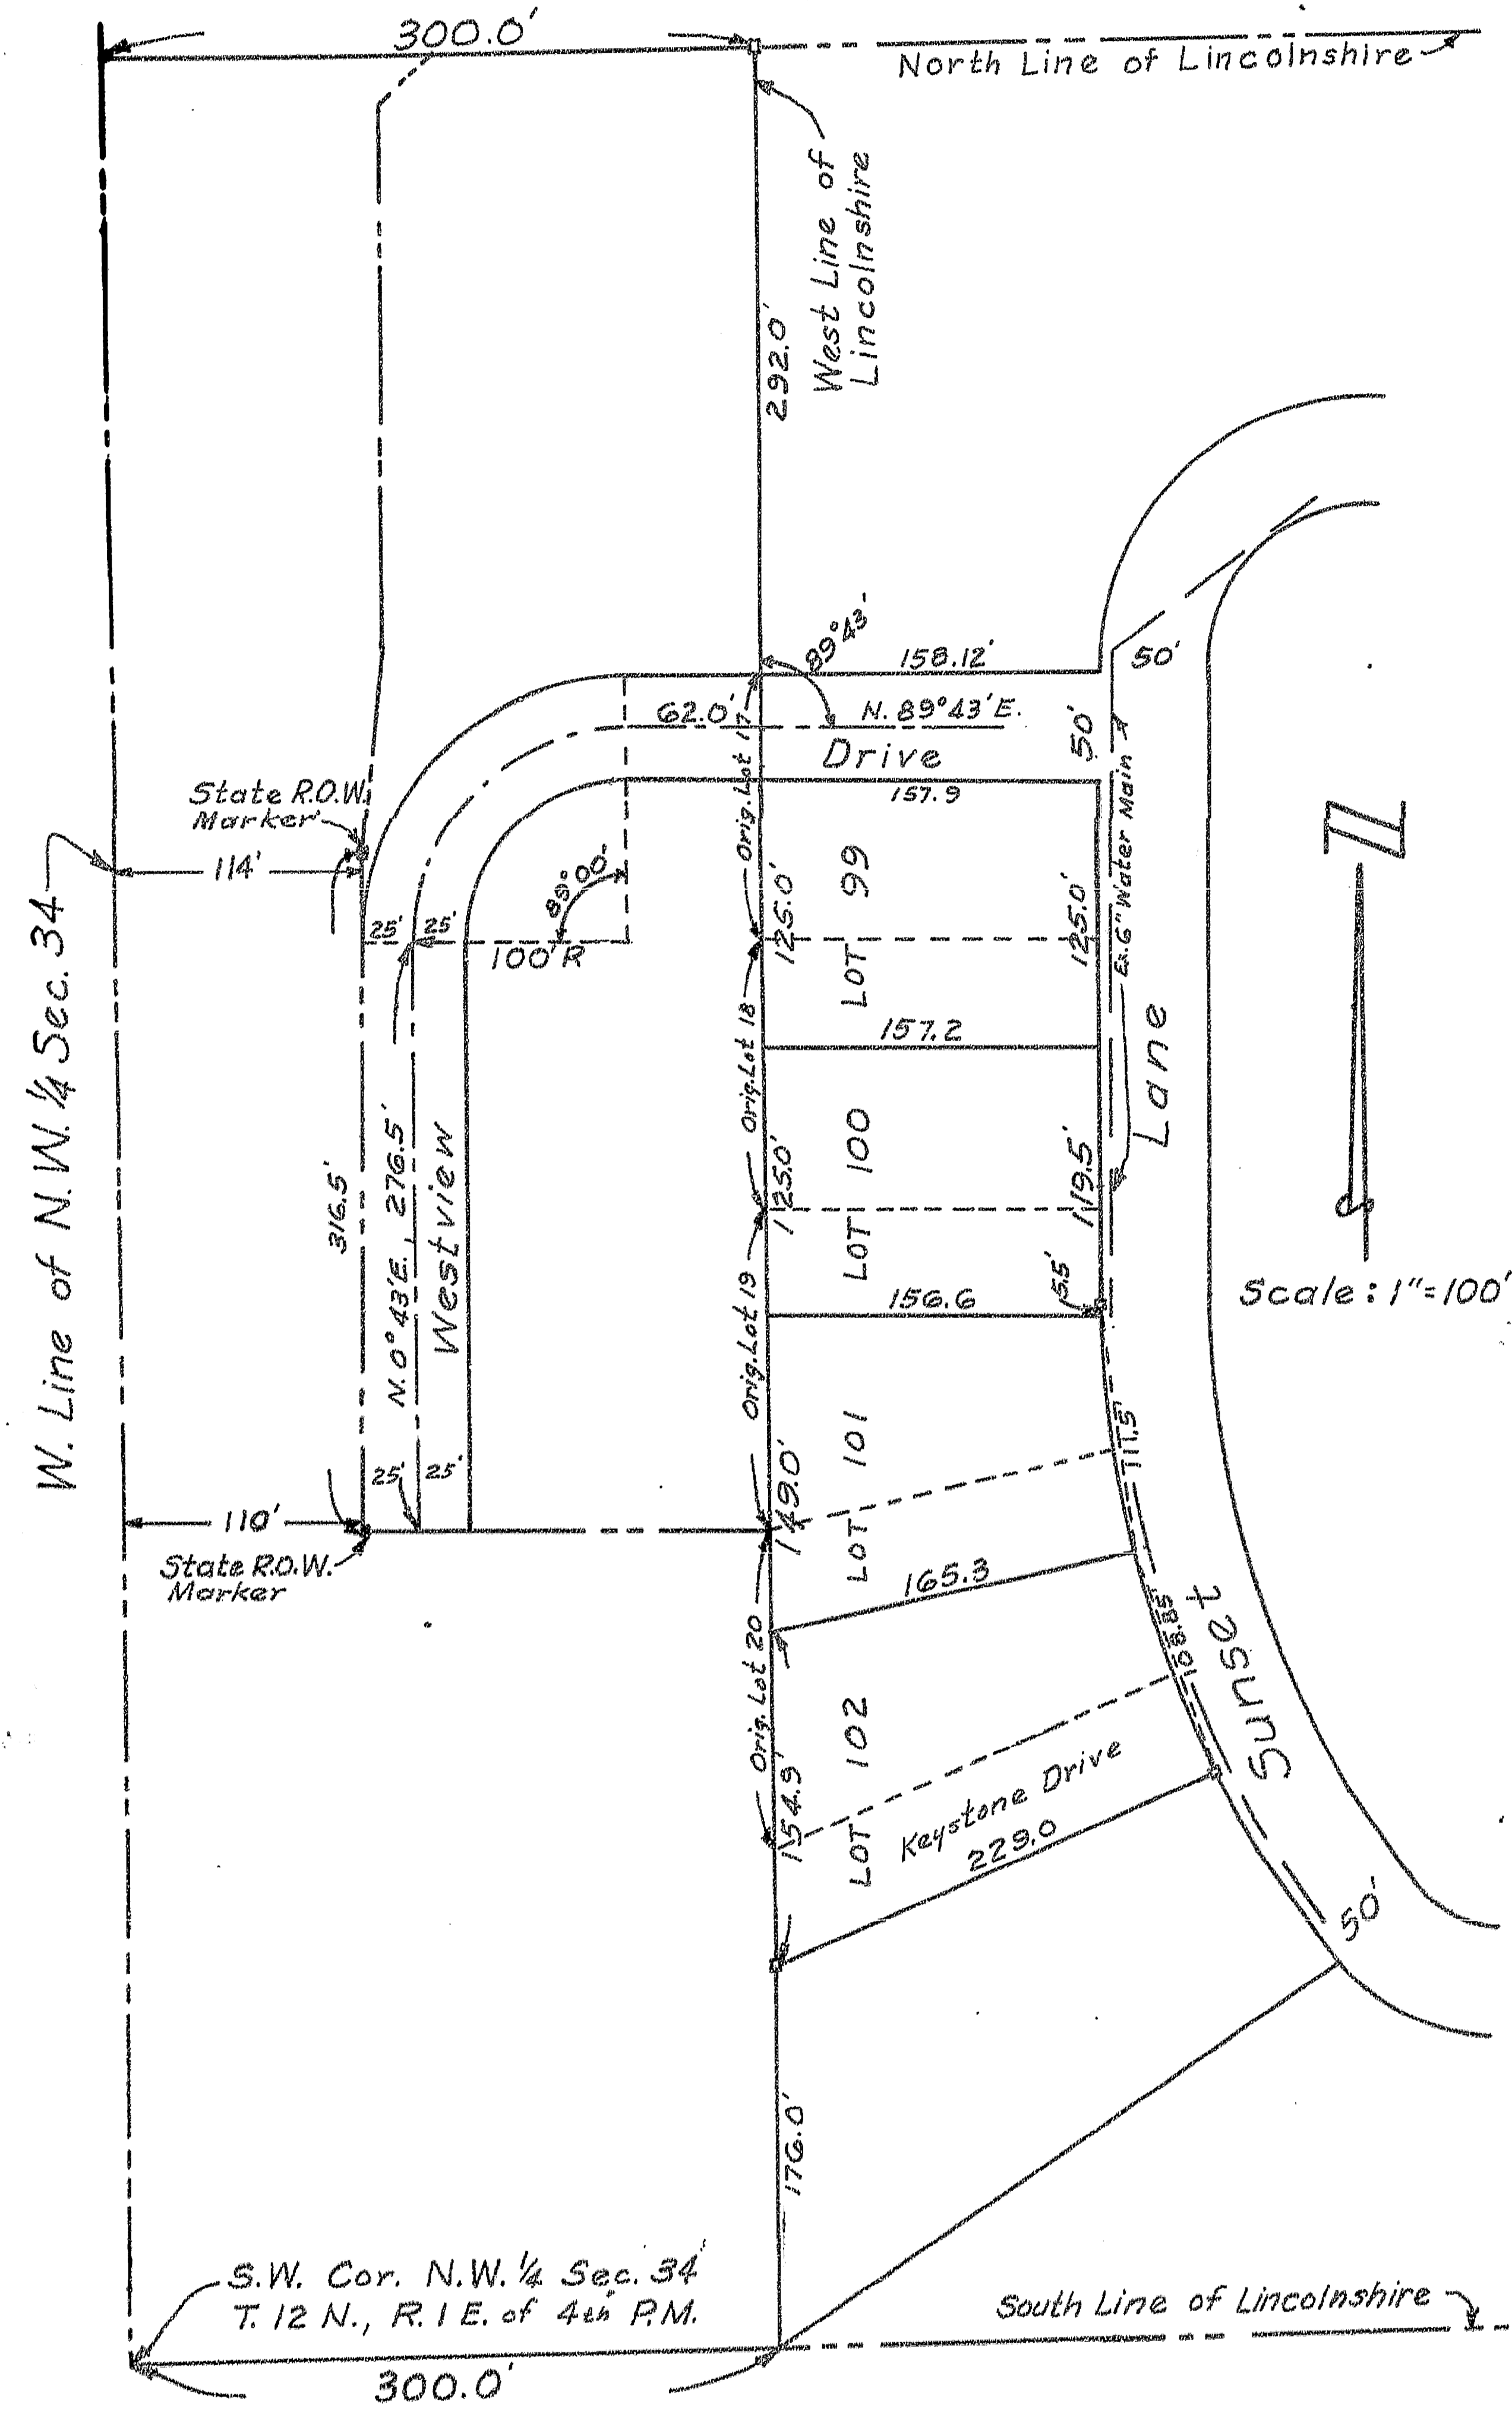 300.0'
North Line of Lincolnshire
West Line of
Lincolnshire
292.0'
89°43'
158.12'
50'
62.0'
N. 89°43'E.
Drive
50'
157.9
Orig. Lot 17
State R.O.W.
Marker
114'
W. Line of N.W. ¼ Sec. 34
25'
25'
89°00'
100' R
125.0'
LOT 99
125.0'
Ex. 6" Water Main
Orig. Lot 18
157.2
Lane
316.5'
N. 0°43'E., 276.5'
Westview
125.0'
LOT 100
119.5'
5.5'
156.6
Scale: 1"=100'
Orig. Lot 19
25'
25'
110'
State R.O.W.
Marker
149.0'
LOT 101
111.5'
165.3
Orig. Lot 20
108.85'
Sunset
154.9'
LOT 102
Keystone Drive
229.0
50'
176.0'
S.W. Cor. N.W. ¼ Sec. 34
T. 12 N., R. 1 E. of 4th P.M.
South Line of Lincolnshire
300.0'